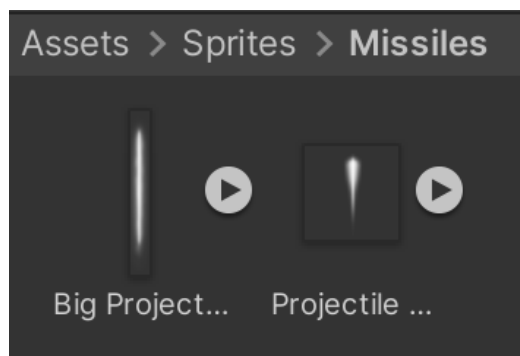 Assets > Sprites > Missiles
Big Project... Projectile ...